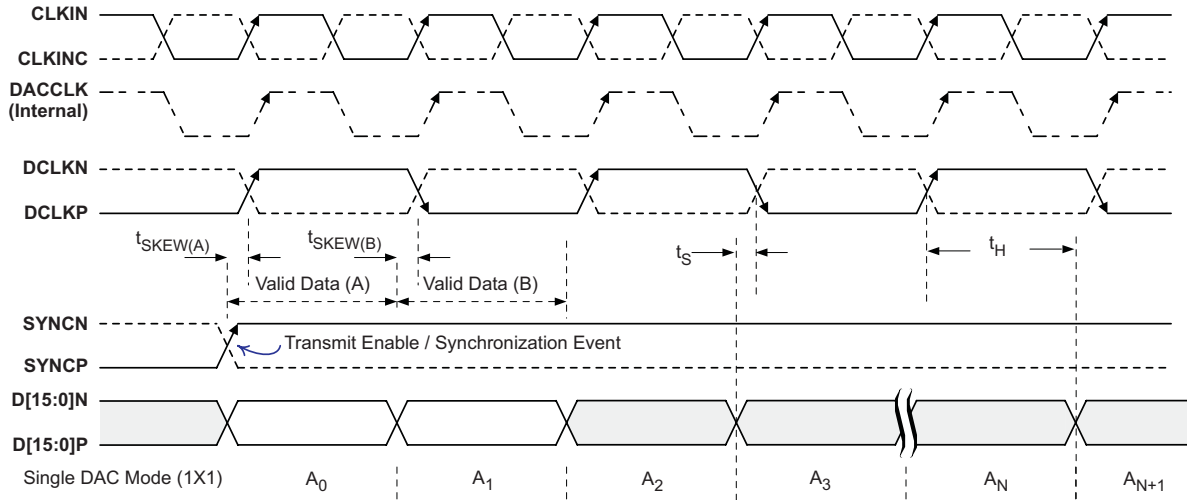 CLKIN
CLKINC
DACCLK
(Internal)
DCLKN
DCLKP
tSKEW(A)
tSKEW(B)
tS
tH
Valid Data (A)
Valid Data (B)
SYNCN
Transmit Enable / Synchronization Event
SYNCP
D[15:0]N
D[15:0]P
Single DAC Mode (1X1)
A0
A1
A2
A3
AN
AN+1